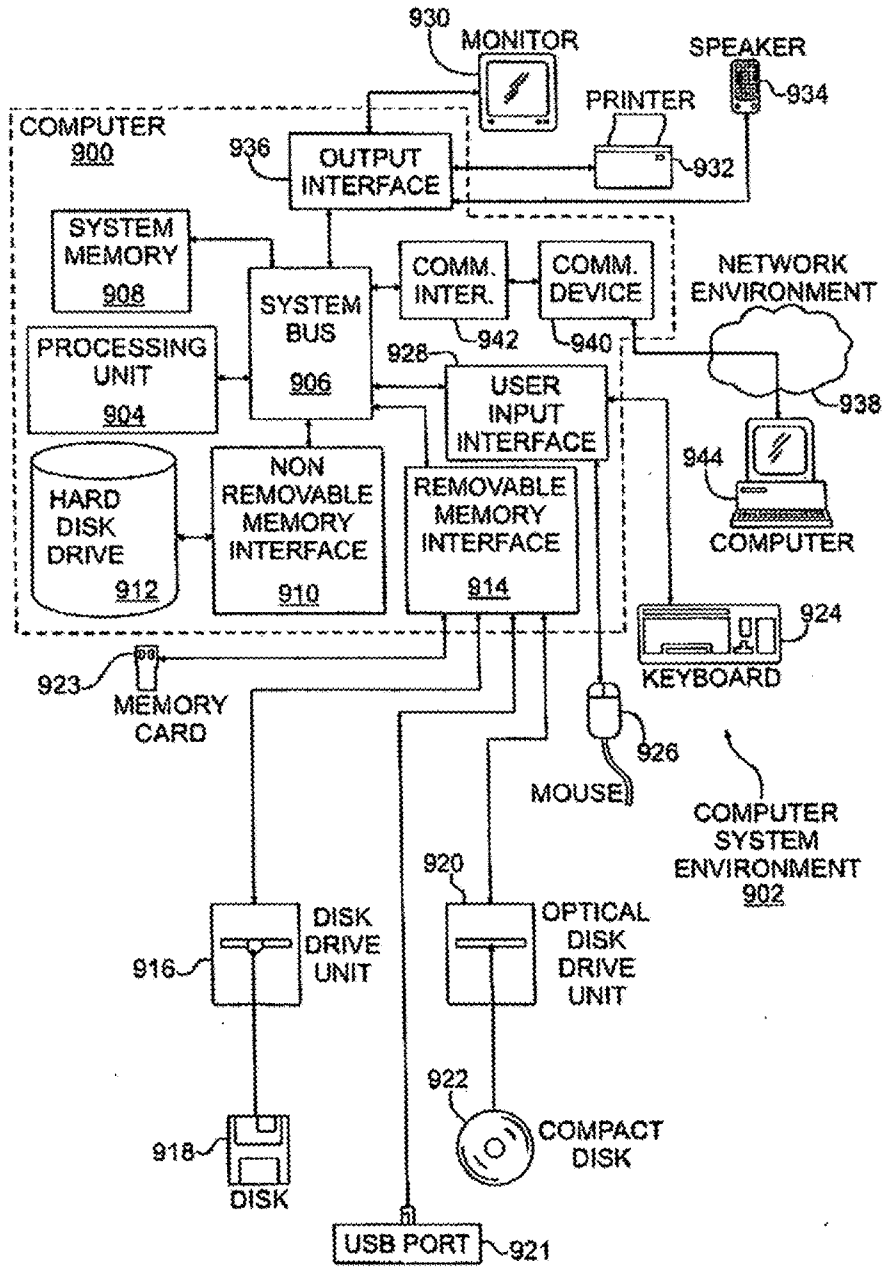 930
MONITOR
SPEAKER
934
PRINTER
932
COMPUTER
900
936
OUTPUT
INTERFACE
SYSTEM
MEMORY
908
SYSTEM
BUS
906
COMM.
INTER.
942
COMM.
DEVICE
940
NETWORK
ENVIRONMENT
938
PROCESSING
UNIT
904
928
USER
INPUT
INTERFACE
944
COMPUTER
HARD
DISK
DRIVE
912
NON
REMOVABLE
MEMORY
INTERFACE
910
REMOVABLE
MEMORY
INTERFACE
914
924
KEYBOARD
923
MEMORY
CARD
926
MOUSE
COMPUTER
SYSTEM
ENVIRONMENT
902
916
DISK
DRIVE
UNIT
920
OPTICAL
DISK
DRIVE
UNIT
918
DISK
922
COMPACT
DISK
USB PORT
921